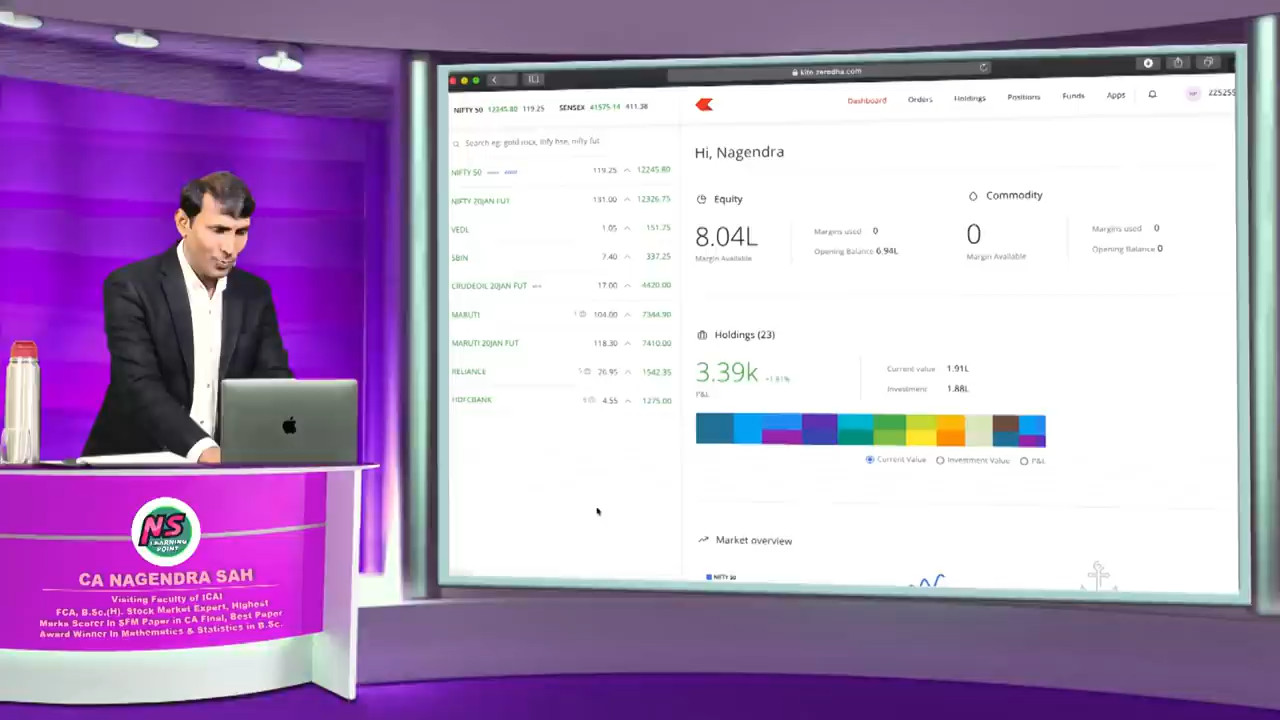 kite.zerodha.com
NIFTY 50 12245.80 119.25 SENSEX 41575.14 411.38
Dashboard Orders Holdings Positions Funds Apps
Search eg: gold mcx, infy bse, nifty fut
NIFTY 50 119.25 12245.80
NIFTY 20JAN FUT 131.00 12326.75
VEDL 1.05 151.75
SBIN 7.40 337.25
CRUDEOIL 20JAN FUT 17.00 4420.00
MARUTI 104.00 7344.90
MARUTI 20JAN FUT 118.30 7410.00
RELIANCE 26.95 1542.35
HDFCBANK 4.55 1275.00
Hi, Nagendra
Equity
8.04L
Margin Available
Margins used 0
Opening Balance 6.94L
Commodity
0
Margin Available
Margins used 0
Opening Balance 0
Holdings (23)
3.39k +1.81%
P&L
Current value 1.91L
Investment 1.88L
Current Value Investment Value P&L
Market overview
NIFTY 50
NS
LEARNING
POINT
CA NAGENDRA SAH
Visiting Faculty of ICAI
FCA, B.Sc.(H). Stock Market Expert, Highest
Marks Scorer in SFM Paper in CA Final, Best Paper
Award Winner in Mathematics & Statistics in B.Sc.